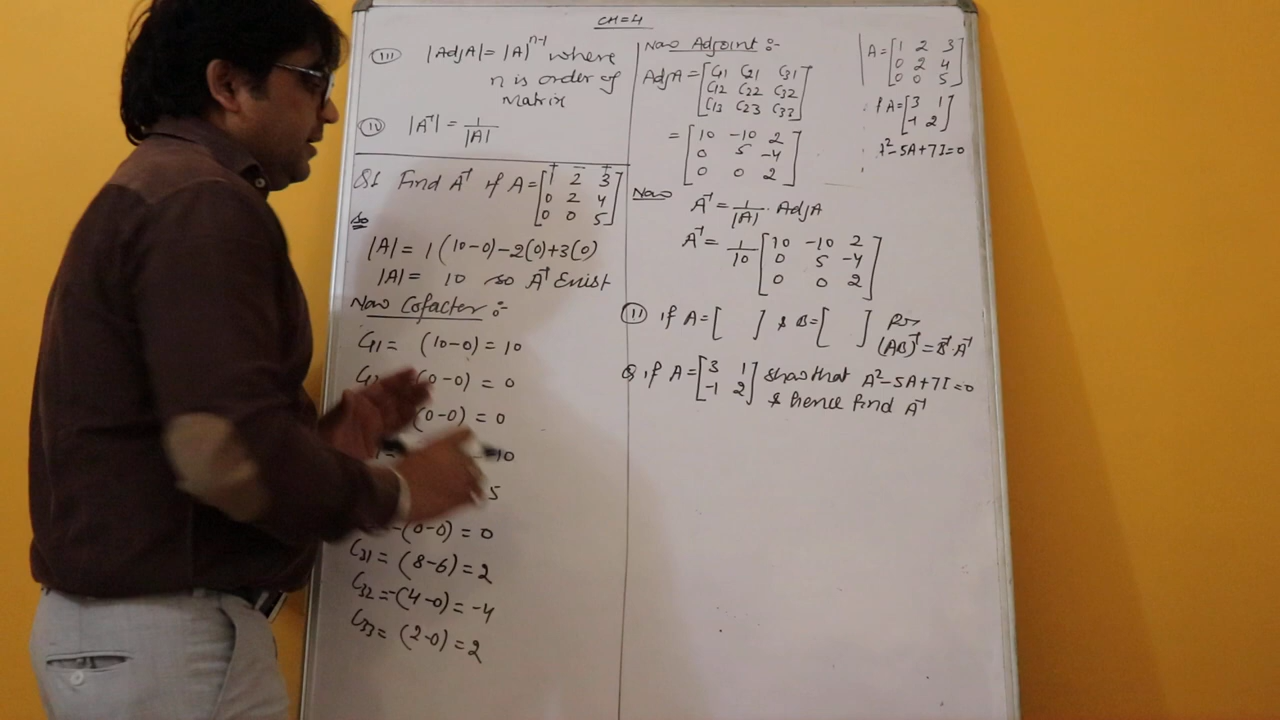 CH=4
(iii) |AdjA| = |A|^(n-1) where
n is order of
matrix
(iv) |A⁻¹| = 1/|A|
Q1 Find A⁻¹ if A = [1 2 3
0 2 4
0 0 5]
+ − +
|A| = 1(10-0)-2(0)+3(0)
|A| = 10 so A⁻¹ Exist
Now Cofacter :-
C11 = (10-0) = 10
(0-0) = 0
(0-0) = 0
-10
5
-(0-0) = 0
C31 = (8-6) = 2
C32 = -(4-0) = -4
C33 = (2-0) = 2
Now Adjoint :-
AdjA = [C11 C21 C31
C12 C22 C32
C13 C23 C33]
= [10 -10 2
0 5 -4
0 0 2]
Now A⁻¹ = 1/|A| . AdjA
A⁻¹ = 1/10 [10 -10 2
0 5 -4
0 0 2]
(11) if A = [ ] & B = [ ]
(AB)⁻¹ = B⁻¹.A⁻¹
Q if A = [3 1
-1 2] show that A²-5A+7I=0
& hence find A⁻¹
A = [1 2 3
0 2 4
0 0 5]
if A = [3 1
-1 2]
A²-5A+7I=0